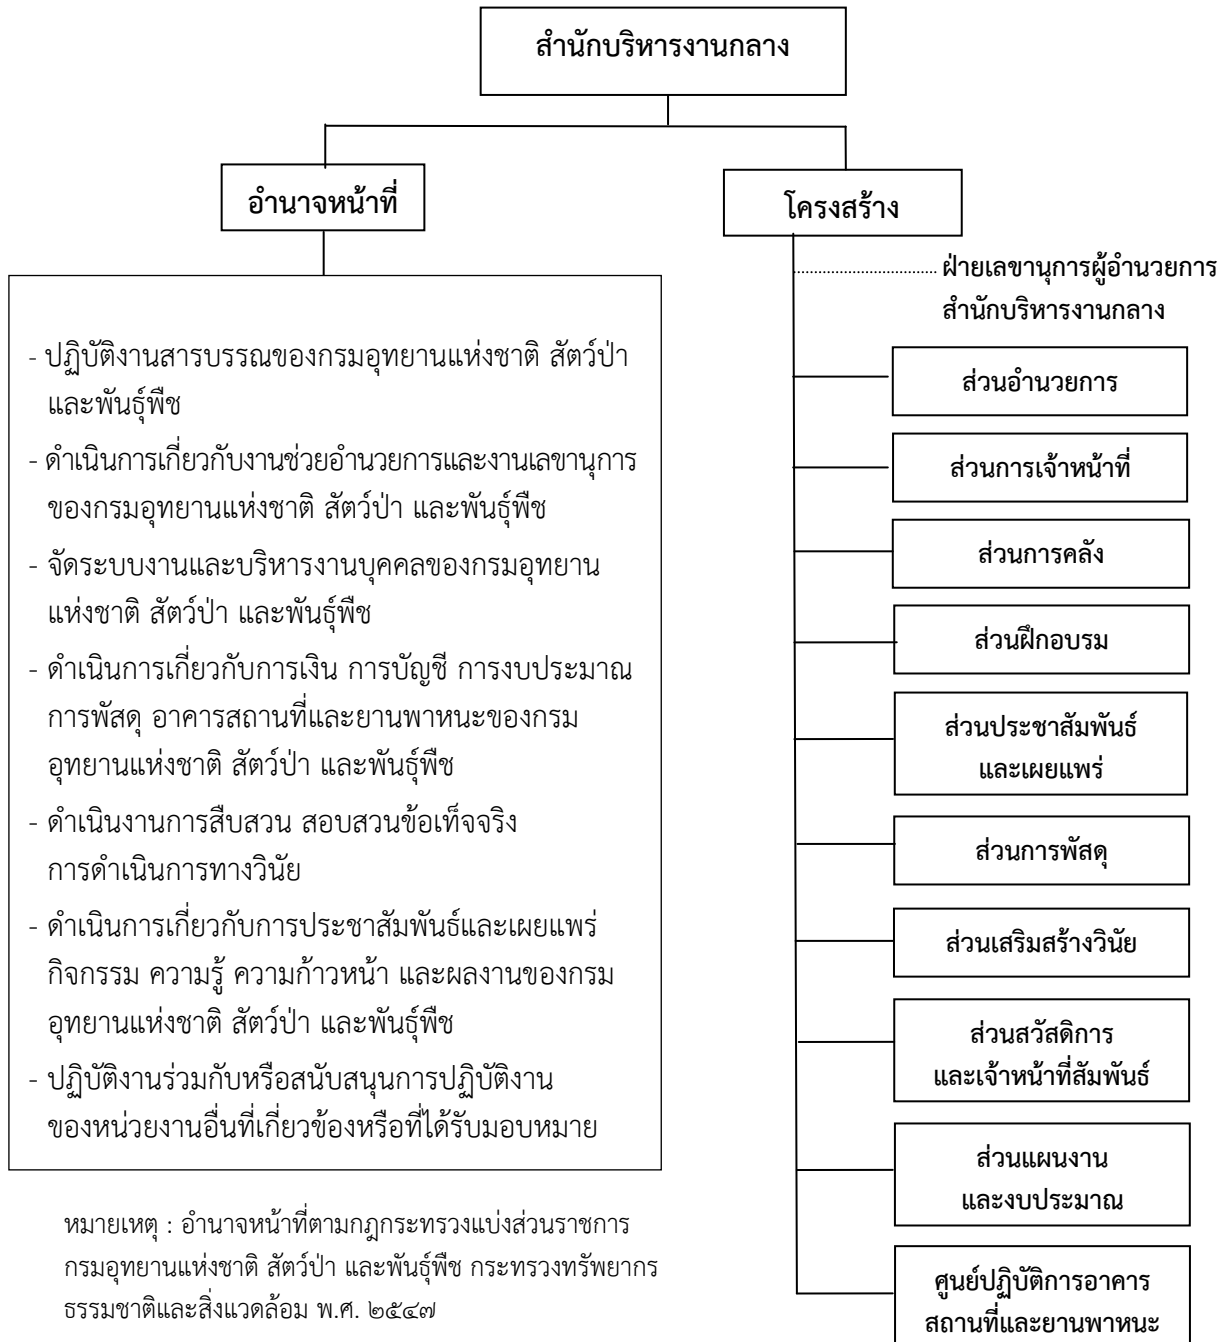 สำนักบริหารงานกลาง
อำนาจหน้าที่
- ปฏิบัติงานสารบรรณของกรมอุทยานแห่งชาติ สัตว์ป่า
และพันธุ์พืช
- ดำเนินการเกี่ยวกับงานช่วยอำนวยการและงานเลขานุการ
ของกรมอุทยานแห่งชาติ สัตว์ป่า และพันธุ์พืช
- จัดระบบงานและบริหารงานบุคคลของกรมอุทยาน
แห่งชาติ สัตว์ป่า และพันธุ์พืช
- ดำเนินการเกี่ยวกับการเงิน การบัญชี การงบประมาณ
การพัสดุ อาคารสถานที่และยานพาหนะของกรม
อุทยานแห่งชาติ สัตว์ป่า และพันธุ์พืช
- ดำเนินงานการสืบสวน สอบสวนข้อเท็จจริง
การดำเนินการทางวินัย
- ดำเนินการเกี่ยวกับการประชาสัมพันธ์และเผยแพร่
กิจกรรม ความรู้ ความก้าวหน้า และผลงานของกรม
อุทยานแห่งชาติ สัตว์ป่า และพันธุ์พืช
- ปฏิบัติงานร่วมกับหรือสนับสนุนการปฏิบัติงาน
ของหน่วยงานอื่นที่เกี่ยวข้องหรือที่ได้รับมอบหมาย
หมายเหตุ : อำนาจหน้าที่ตามกฎกระทรวงแบ่งส่วนราชการ
กรมอุทยานแห่งชาติ สัตว์ป่า และพันธุ์พืช กระทรวงทรัพยากร
ธรรมชาติและสิ่งแวดล้อม พ.ศ. ๒๕๔๗
โครงสร้าง
ฝ่ายเลขานุการผู้อำนวยการ
สำนักบริหารงานกลาง
ส่วนอำนวยการ
ส่วนการเจ้าหน้าที่
ส่วนการคลัง
ส่วนฝึกอบรม
ส่วนประชาสัมพันธ์
และเผยแพร่
ส่วนการพัสดุ
ส่วนเสริมสร้างวินัย
ส่วนสวัสดิการ
และเจ้าหน้าที่สัมพันธ์
ส่วนแผนงาน
และงบประมาณ
ศูนย์ปฏิบัติการอาคาร
สถานที่และยานพาหนะ